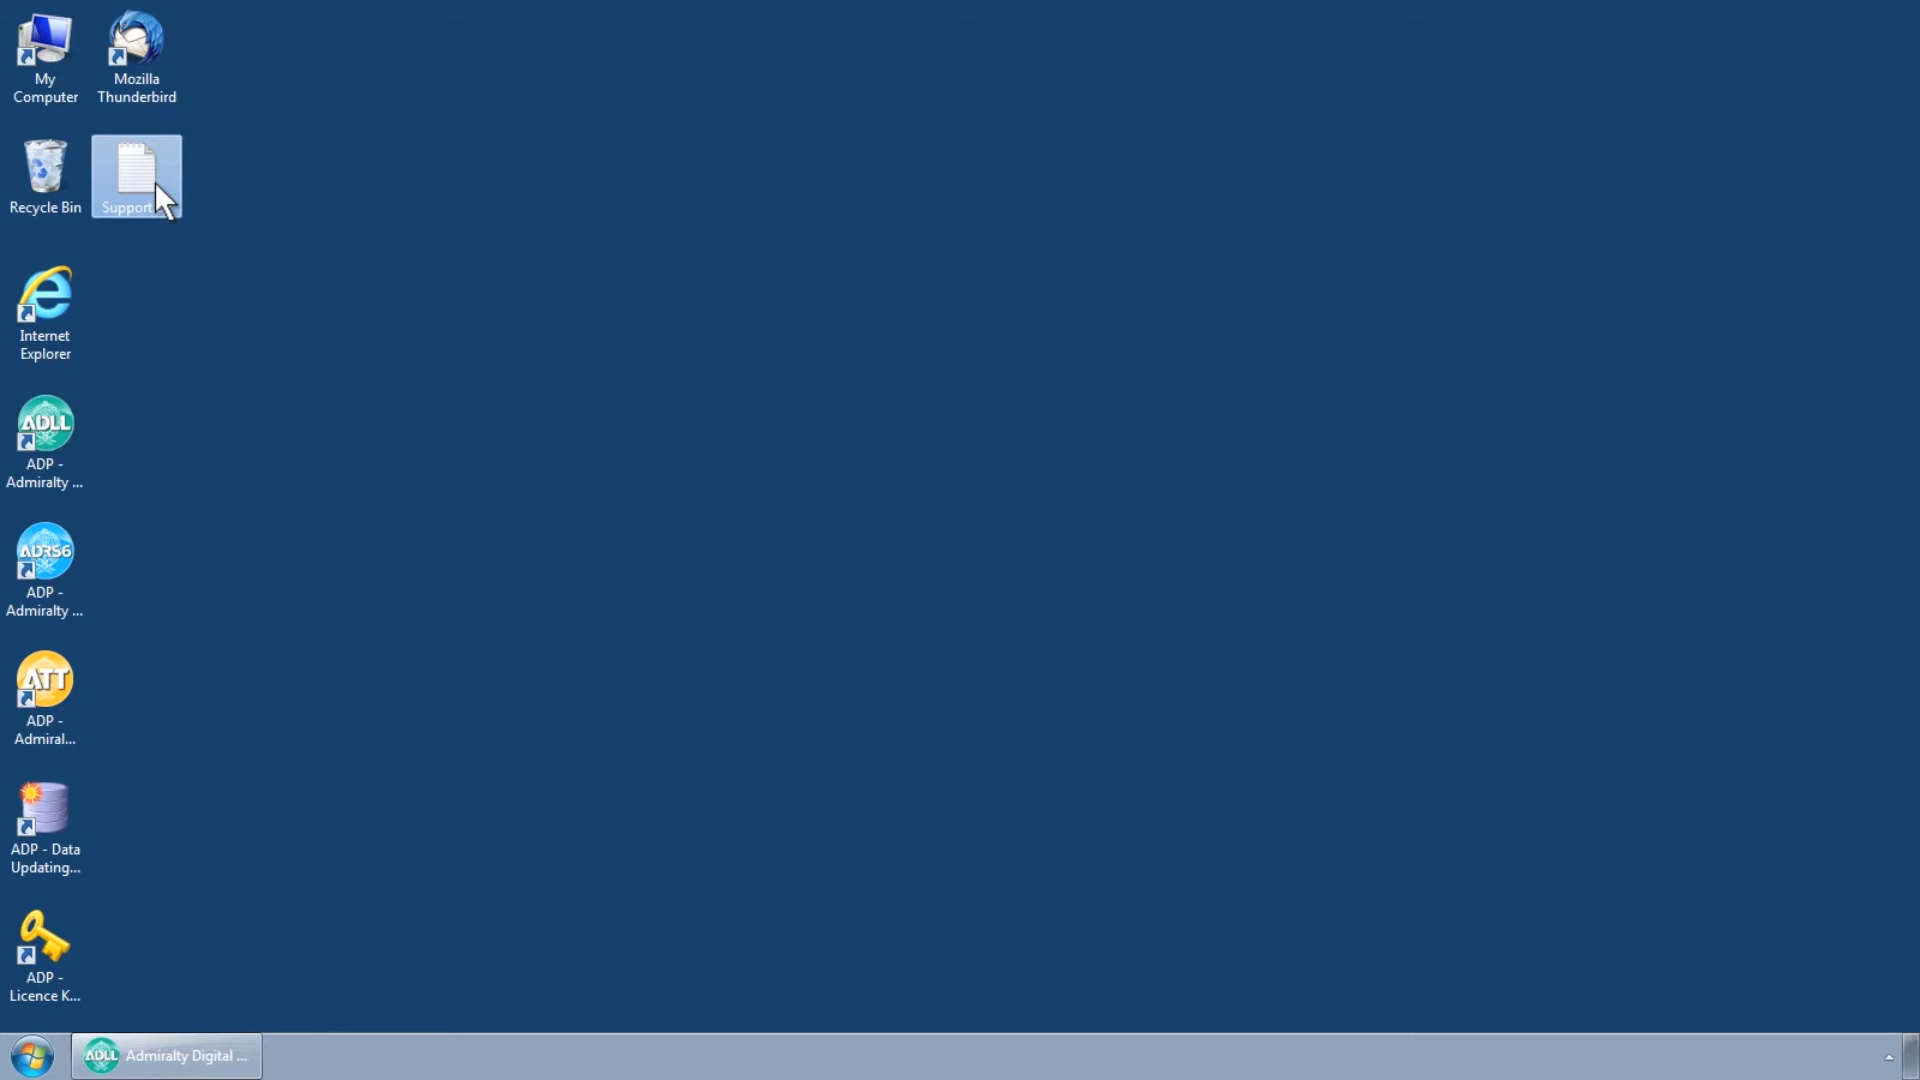 My
Computer
Mozilla
Thunderbird
Recycle Bin
Support
Internet
Explorer
ADLL
ADP -
Admiralty ...
ADRS6
ADP -
Admiralty ...
ATT
ADP -
Admiral...
ADP - Data
Updating...
ADP -
Licence K...
ADLL
Admiralty Digital ...